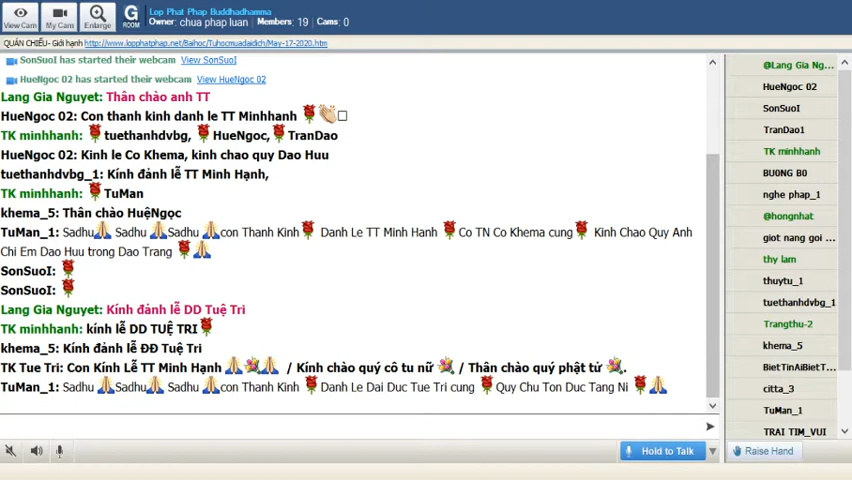 View Cam
My Cam
Enlarge
G
ROOM
Lop Phat Phap Buddhadhamma
Owner: chua phap luan Members: 19 Cams: 0
QUÁN CHIẾU- Giới hạnh http://www.lopphatphap.net/Baihoc/Tuhocmuadaidich/May-17-2020.htm
SonSuoI has started their webcam View SonSuoI
HueNgoc 02 has started their webcam View HueNgoc 02
Lang Gia Nguyet: Thân chào anh TT
HueNgoc 02: Con thanh kinh danh le TT Minhhanh
TK minhhanh: tuethanhdvbg, HueNgoc, TranDao
HueNgoc 02: Kinh le Co Khema, kinh chao quy Dao Huu
tuethanhdvbg_1: Kính đảnh lễ TT Minh Hạnh,
TK minhhanh: TuMan
khema_5: Thân chào HuệNgọc
TuMan_1: Sadhu Sadhu Sadhu con Thanh Kinh Danh Le TT Minh Hanh Co TN Co Khema cung Kinh Chao Quy Anh
Chi Em Dao Huu trong Dao Trang
SonSuoI:
SonSuoI:
Lang Gia Nguyet: Kính đảnh lễ DD Tuệ Tri
TK minhhanh: kính lễ DD TUỆ TRI
khema_5: Kính đảnh lễ ĐĐ Tuệ Tri
TK Tue Tri: Con Kính Lễ TT Minh Hạnh / Kính chào quý cô tu nữ / Thân chào quý phật tử .
TuMan_1: Sadhu Sadhu Sadhu con Thanh Kinh Danh Le Dai Duc Tue Tri cung Quy Chu Ton Duc Tang Ni
@Lang Gia Ng...
HueNgoc 02
SonSuoI
TranDao1
TK minhhanh
BUONG B0
nghe phap_1
@hongnhat
giot nang goi ...
thy lam
thuytu_1
tuethanhdvbg_1
Trangthu-2
khema_5
BietTinAiBietT...
citta_3
TuMan_1
TRAI TIM_VUI
Hold to Talk
Raise Hand